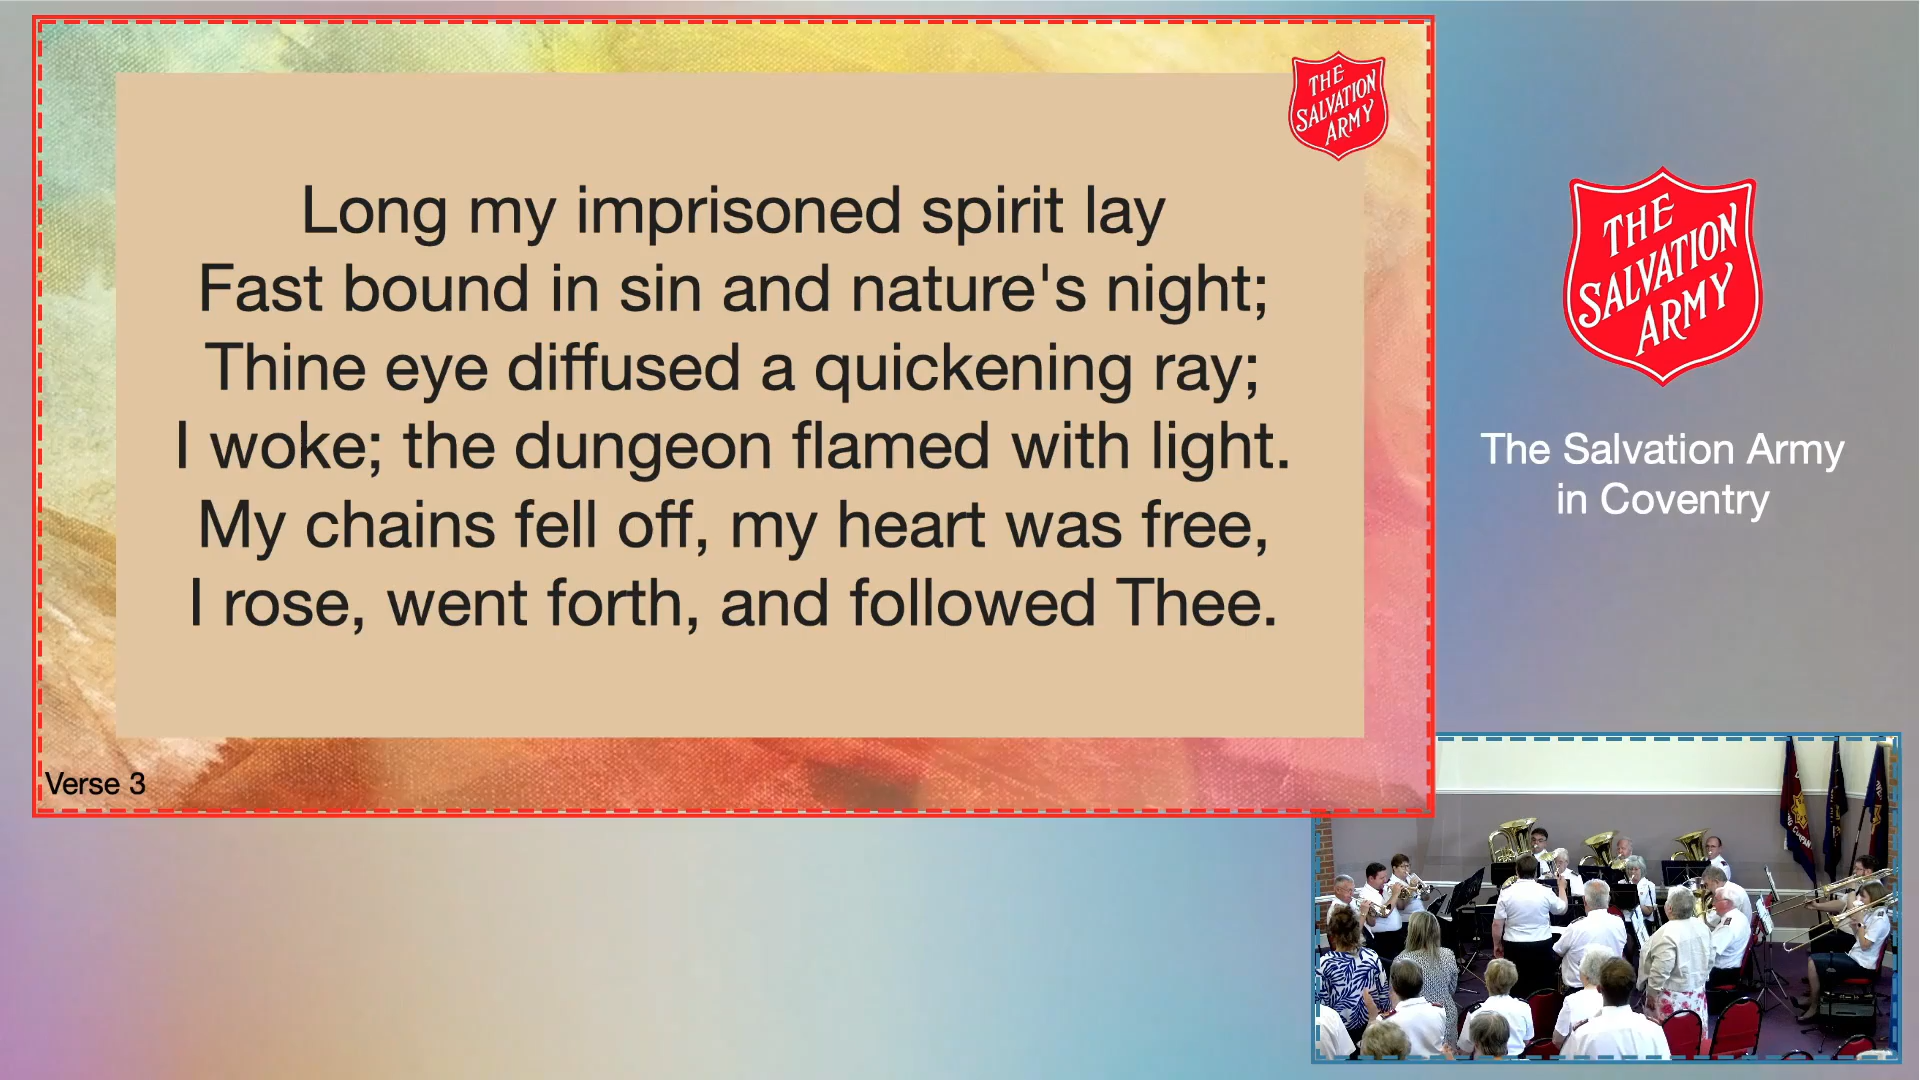 THE
SALVATION
ARMY
Long my imprisoned spirit lay
Fast bound in sin and nature's night;
Thine eye diffused a quickening ray;
I woke; the dungeon flamed with light.
My chains fell off, my heart was free,
I rose, went forth, and followed Thee.
Verse 3
THE
SALVATION
ARMY
The Salvation Army
in Coventry